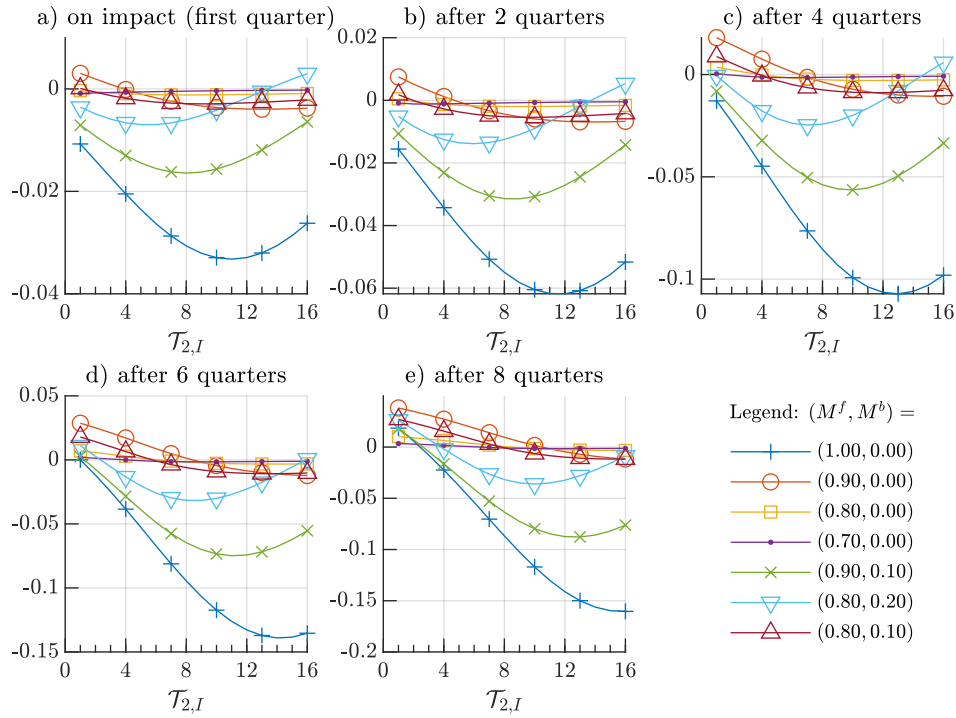 a) on impact (first quarter)
0
-0.02
-0.04
0 4 8 12 16
𝒯2,I
b) after 2 quarters
0.02
0
-0.02
-0.04
-0.06
0 4 8 12 16
𝒯2,I
c) after 4 quarters
0
-0.05
-0.1
0 4 8 12 16
𝒯2,I
d) after 6 quarters
0.05
0
-0.05
-0.1
-0.15
0 4 8 12 16
𝒯2,I
e) after 8 quarters
0.05
0
-0.05
-0.1
-0.15
-0.2
0 4 8 12 16
𝒯2,I
Legend: (M^f, M^b) =
(1.00, 0.00)
(0.90, 0.00)
(0.80, 0.00)
(0.70, 0.00)
(0.90, 0.10)
(0.80, 0.20)
(0.80, 0.10)